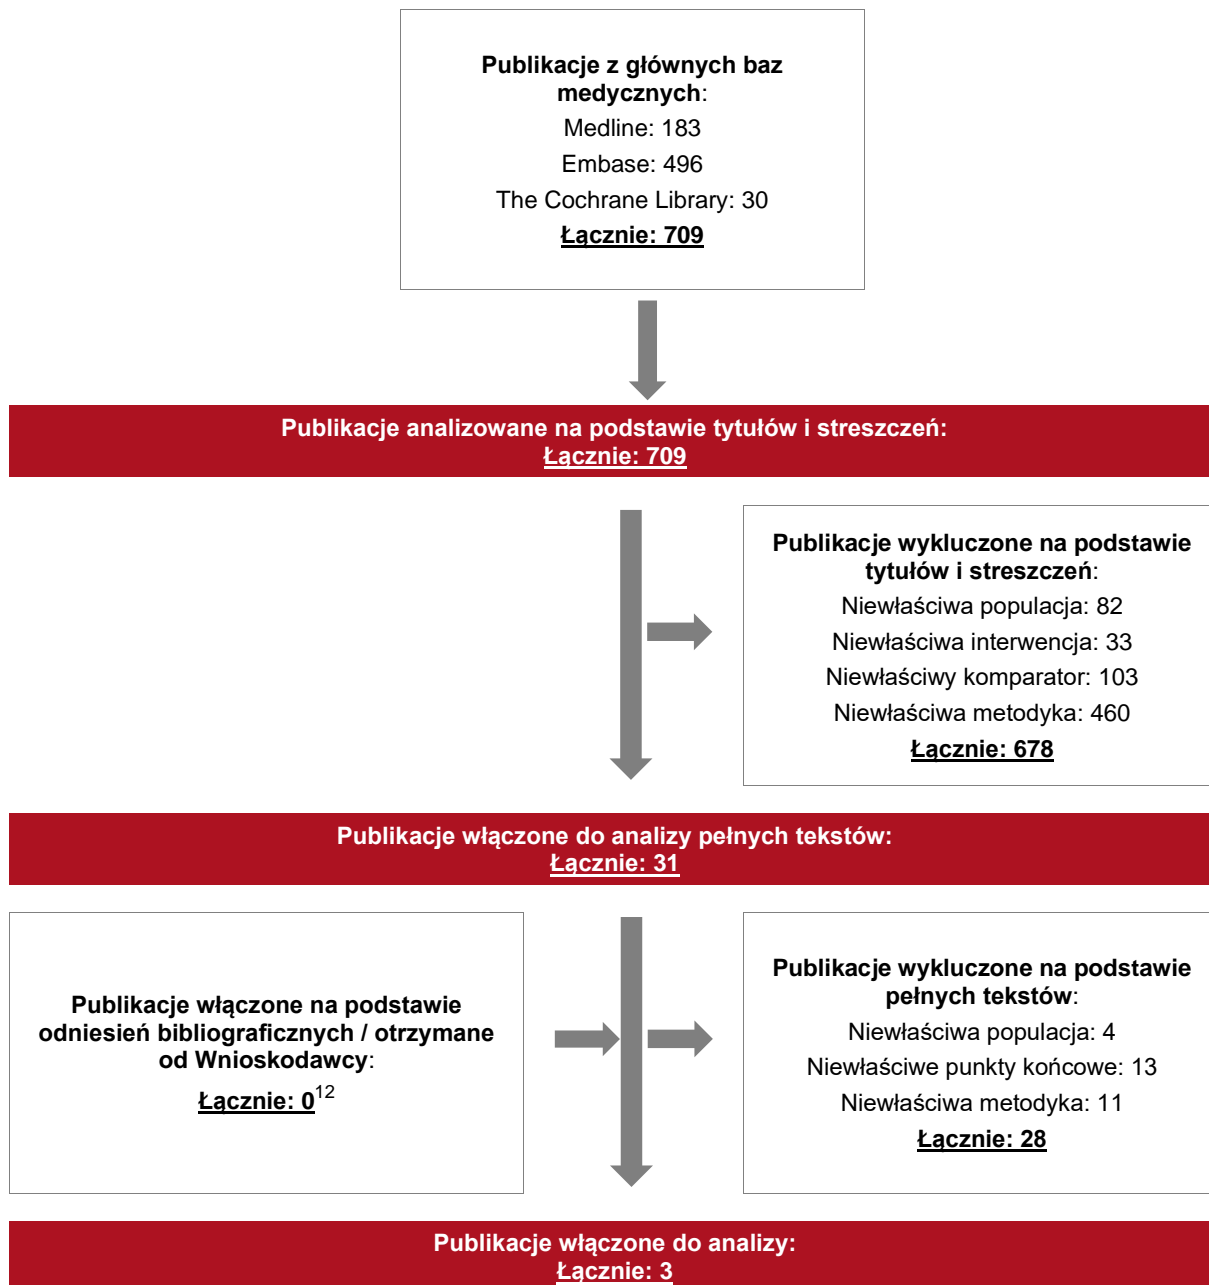 Publikacje z głównych baz
medycznych:
Medline: 183
Embase: 496
The Cochrane Library: 30
Łącznie: 709
Publikacje analizowane na podstawie tytułów i streszczeń:
Łącznie: 709
Publikacje wykluczone na podstawie
tytułów i streszczeń:
Niewłaściwa populacja: 82
Niewłaściwa interwencja: 33
Niewłaściwy komparator: 103
Niewłaściwa metodyka: 460
Łącznie: 678
Publikacje włączone do analizy pełnych tekstów:
Łącznie: 31
Publikacje włączone na podstawie
odniesień bibliograficznych / otrzymane
od Wnioskodawcy:
Łącznie: 0¹²
Publikacje wykluczone na podstawie
pełnych tekstów:
Niewłaściwa populacja: 4
Niewłaściwe punkty końcowe: 13
Niewłaściwa metodyka: 11
Łącznie: 28
Publikacje włączone do analizy:
Łącznie: 3